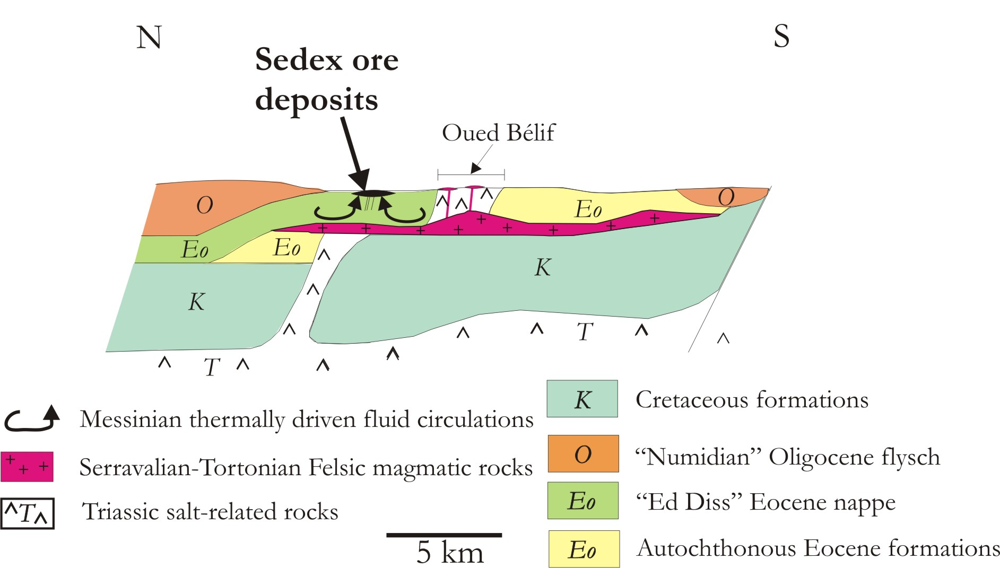 N
S
Sedex ore
deposits
Oued Bélif
O
O
Eo
Eo
Eo
K
K
T
T
K Cretaceous formations
Messinian thermally driven fluid circulations
O “Numidian” Oligocene flysch
Serravalian-Tortonian Felsic magmatic rocks
Eo “Ed Diss” Eocene nappe
T Triassic salt-related rocks
Eo Autochthonous Eocene formations
5 km